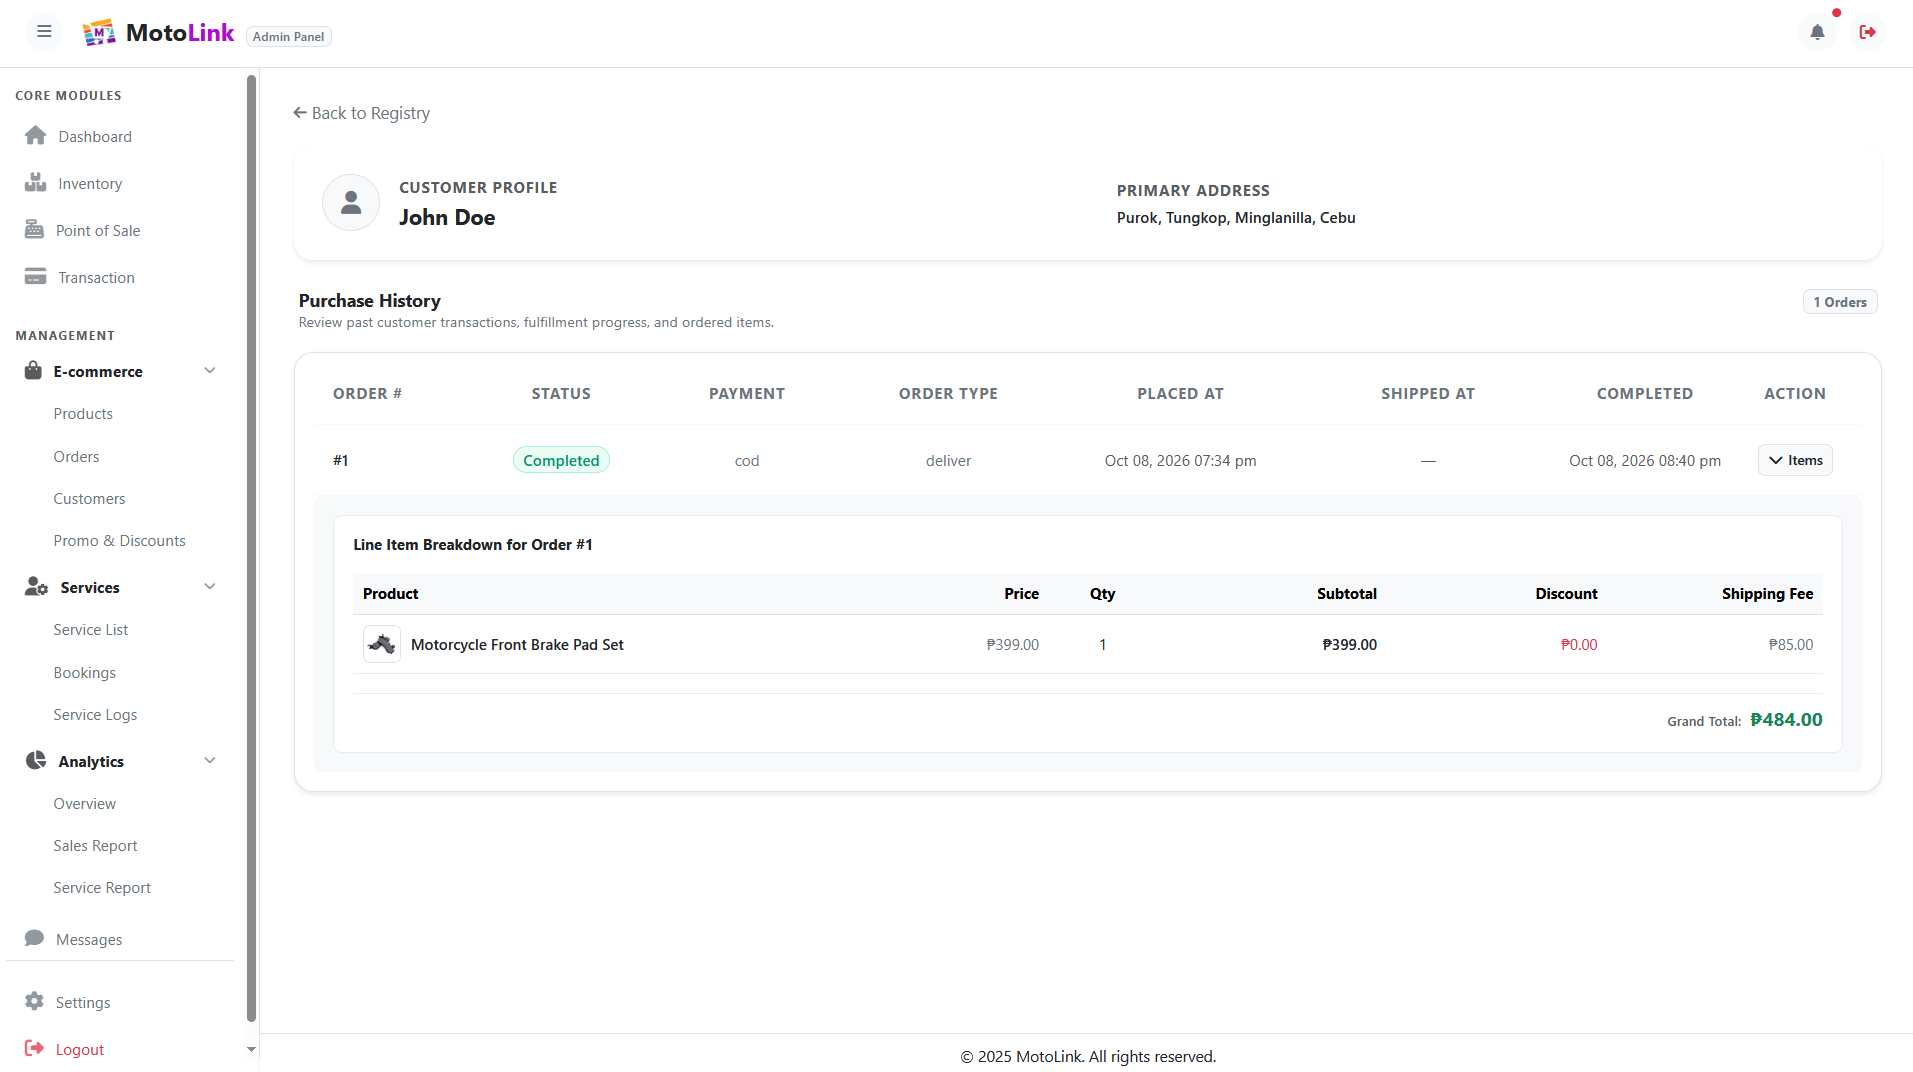 MotoLink Admin Panel
CORE MODULES
Dashboard
Inventory
Point of Sale
Transaction
MANAGEMENT
E-commerce
Products
Orders
Customers
Promo & Discounts
Services
Service List
Bookings
Service Logs
Analytics
Overview
Sales Report
Service Report
Messages
Settings
Logout
Back to Registry
CUSTOMER PROFILE
John Doe
PRIMARY ADDRESS
Purok, Tungkop, Minglanilla, Cebu
Purchase History
Review past customer transactions, fulfillment progress, and ordered items.
1 Orders
ORDER # STATUS PAYMENT ORDER TYPE PLACED AT SHIPPED AT COMPLETED ACTION
#1 Completed cod deliver Oct 08, 2026 07:34 pm — Oct 08, 2026 08:40 pm Items
Line Item Breakdown for Order #1
Product Price Qty Subtotal Discount Shipping Fee
Motorcycle Front Brake Pad Set ₱399.00 1 ₱399.00 ₱0.00 ₱85.00
Grand Total: ₱484.00
© 2025 MotoLink. All rights reserved.